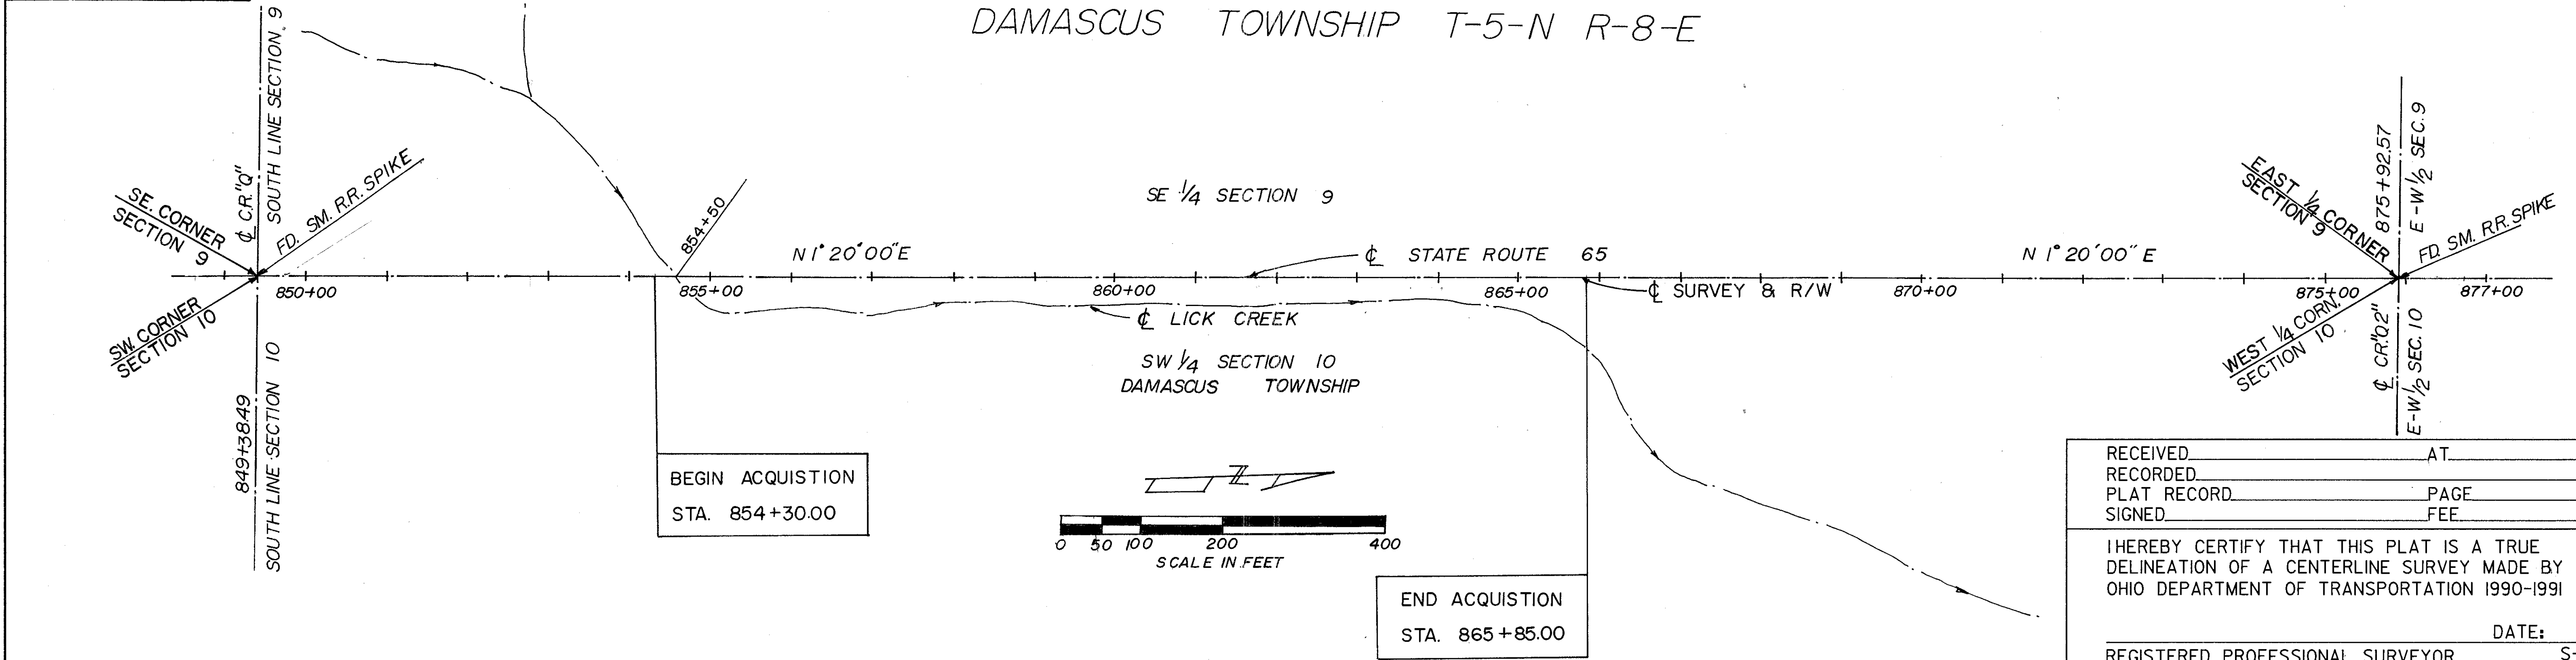 DAMASCUS TOWNSHIP T-5-N R-8-E
SOUTH LINE SECTION 9
℄ C.R. "Q"
SE. CORNER
SECTION 9
FD. SM. R.R. SPIKE
SW. CORNER
SECTION 10
849+38.49
SOUTH LINE SECTION 10
850+00
854+50
855+00
N 1° 20' 00" E
SE 1/4 SECTION 9
℄ STATE ROUTE 65
860+00
865+00
℄ SURVEY & R/W
℄ LICK CREEK
SW 1/4 SECTION 10
DAMASCUS TOWNSHIP
870+00
N 1° 20' 00" E
875+00
877+00
EAST 1/4 CORNER
SECTION 9
875+92.57
E-W 1/2 SEC. 9
FD. SM. R.R. SPIKE
WEST 1/4 CORN.
SECTION 10
℄ CR. "Q2"
E-W 1/2 SEC. 10
BEGIN ACQUISTION
STA. 854+30.00
N
0 50 100 200 400
SCALE IN FEET
END ACQUISTION
STA. 865+85.00
RECEIVED AT
RECORDED
PLAT RECORD PAGE
SIGNED FEE
I HEREBY CERTIFY THAT THIS PLAT IS A TRUE
DELINEATION OF A CENTERLINE SURVEY MADE BY
OHIO DEPARTMENT OF TRANSPORTATION 1990-1991
DATE:
REGISTERED PROFESSIONAL SURVEYOR S-